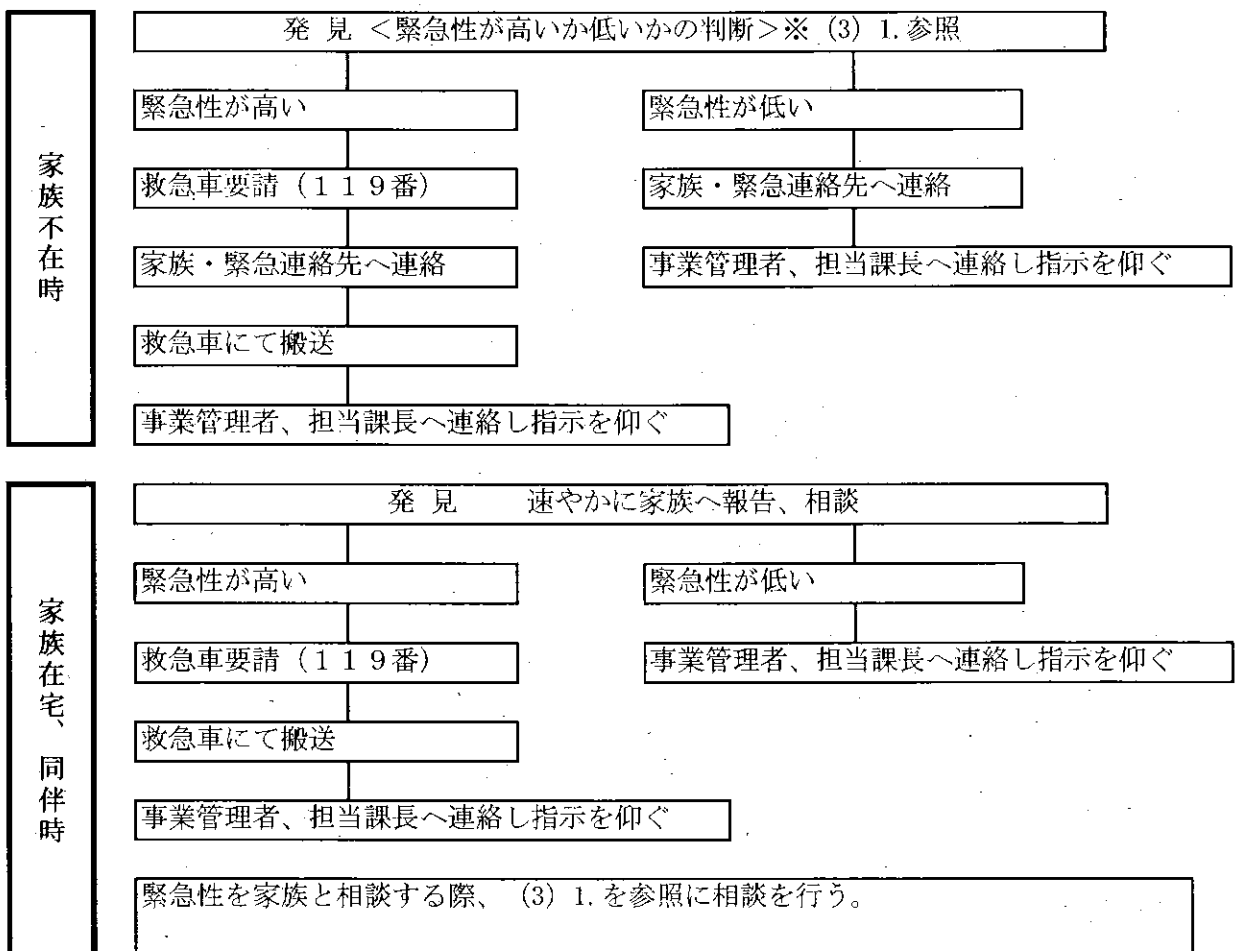 家族不在時
発 見 <緊急性が高いか低いかの判断>※ (3) 1.参照
緊急性が高い
緊急性が低い
救急車要請(119番)
家族・緊急連絡先へ連絡
家族・緊急連絡先へ連絡
事業管理者、担当課長へ連絡し指示を仰ぐ
救急車にて搬送
事業管理者、担当課長へ連絡し指示を仰ぐ
家族在宅、同伴時
発 見 速やかに家族へ報告、相談
緊急性が高い
緊急性が低い
救急車要請(119番)
事業管理者、担当課長へ連絡し指示を仰ぐ
救急車にて搬送
事業管理者、担当課長へ連絡し指示を仰ぐ
緊急性を家族と相談する際、 (3) 1.を参照に相談を行う。